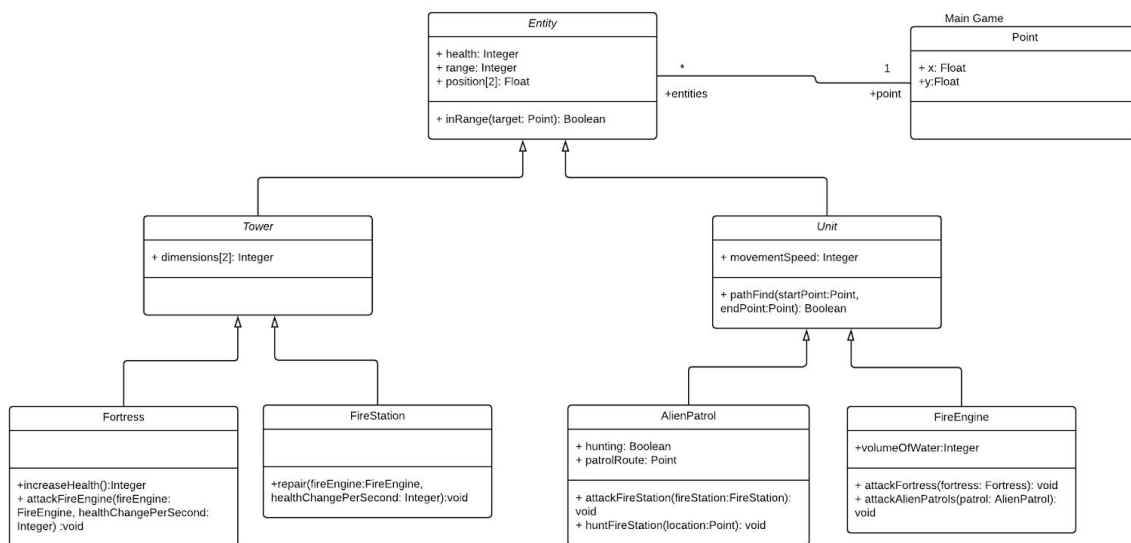 Entity
+ health: Integer
+ range: Integer
+ position[2]: Float
+ inRange(target: Point): Boolean
*
+entities
1
+point
Main Game
Point
+ x: Float
+y:Float
Tower
+ dimensions[2]: Integer
Unit
+ movementSpeed: Integer
+ pathFind(startPoint:Point,
endPoint:Point): Boolean
Fortress
+increaseHealth():Integer
+ attackFireEngine(fireEngine:
FireEngine, healthChangePerSecond:
Integer) :void
FireStation
+repair(fireEngine:FireEngine,
healthChangePerSecond: Integer):void
AlienPatrol
+ hunting: Boolean
+ patrolRoute: Point
+ attackFireStation(fireStation:FireStation):
void
+ huntFireStation(location:Point): void
FireEngine
+volumeOfWater:Integer
+ attackFortress(fortress: Fortress): void
+ attackAlienPatrols(patrol: AlienPatrol):
void